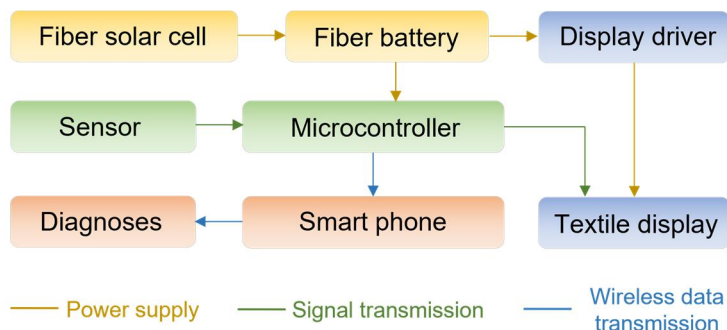 Fiber solar cell
Fiber battery
Display driver
Sensor
Microcontroller
Diagnoses
Smart phone
Textile display
Power supply
Signal transmission
Wireless data
transmission